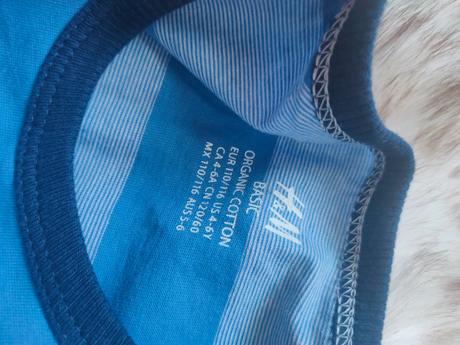 H&M
BASIC
ORGANIC COTTON
EUR 110/116 US 4-6Y
CA 4-6A CN 120/60
MX 110/116 AUS 5-6